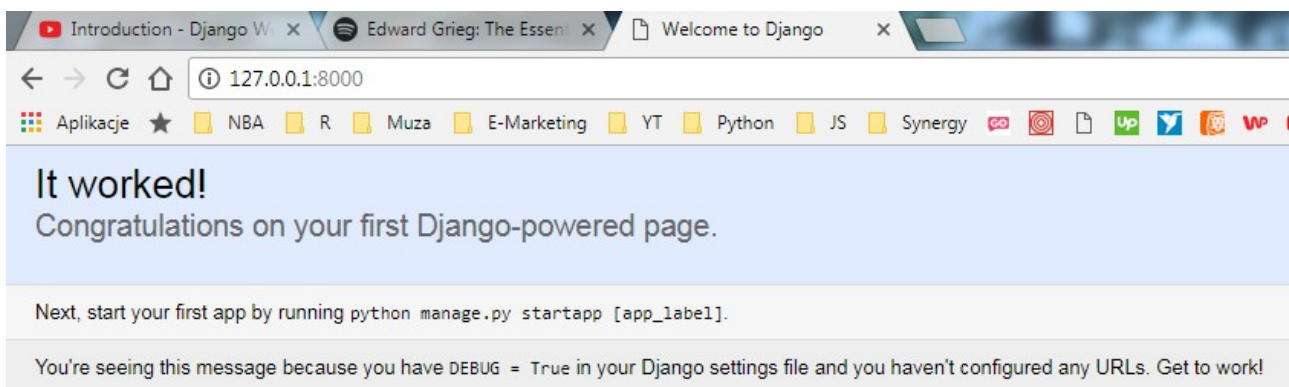 Introduction - Django W
Edward Grieg: The Essent
Welcome to Django
127.0.0.1:8000
Aplikacje NBA R Muza E-Marketing YT Python JS Synergy GO Up WP
It worked!
Congratulations on your first Django-powered page.
Next, start your first app by running python manage.py startapp [app_label].
You're seeing this message because you have DEBUG = True in your Django settings file and you haven't configured any URLs. Get to work!